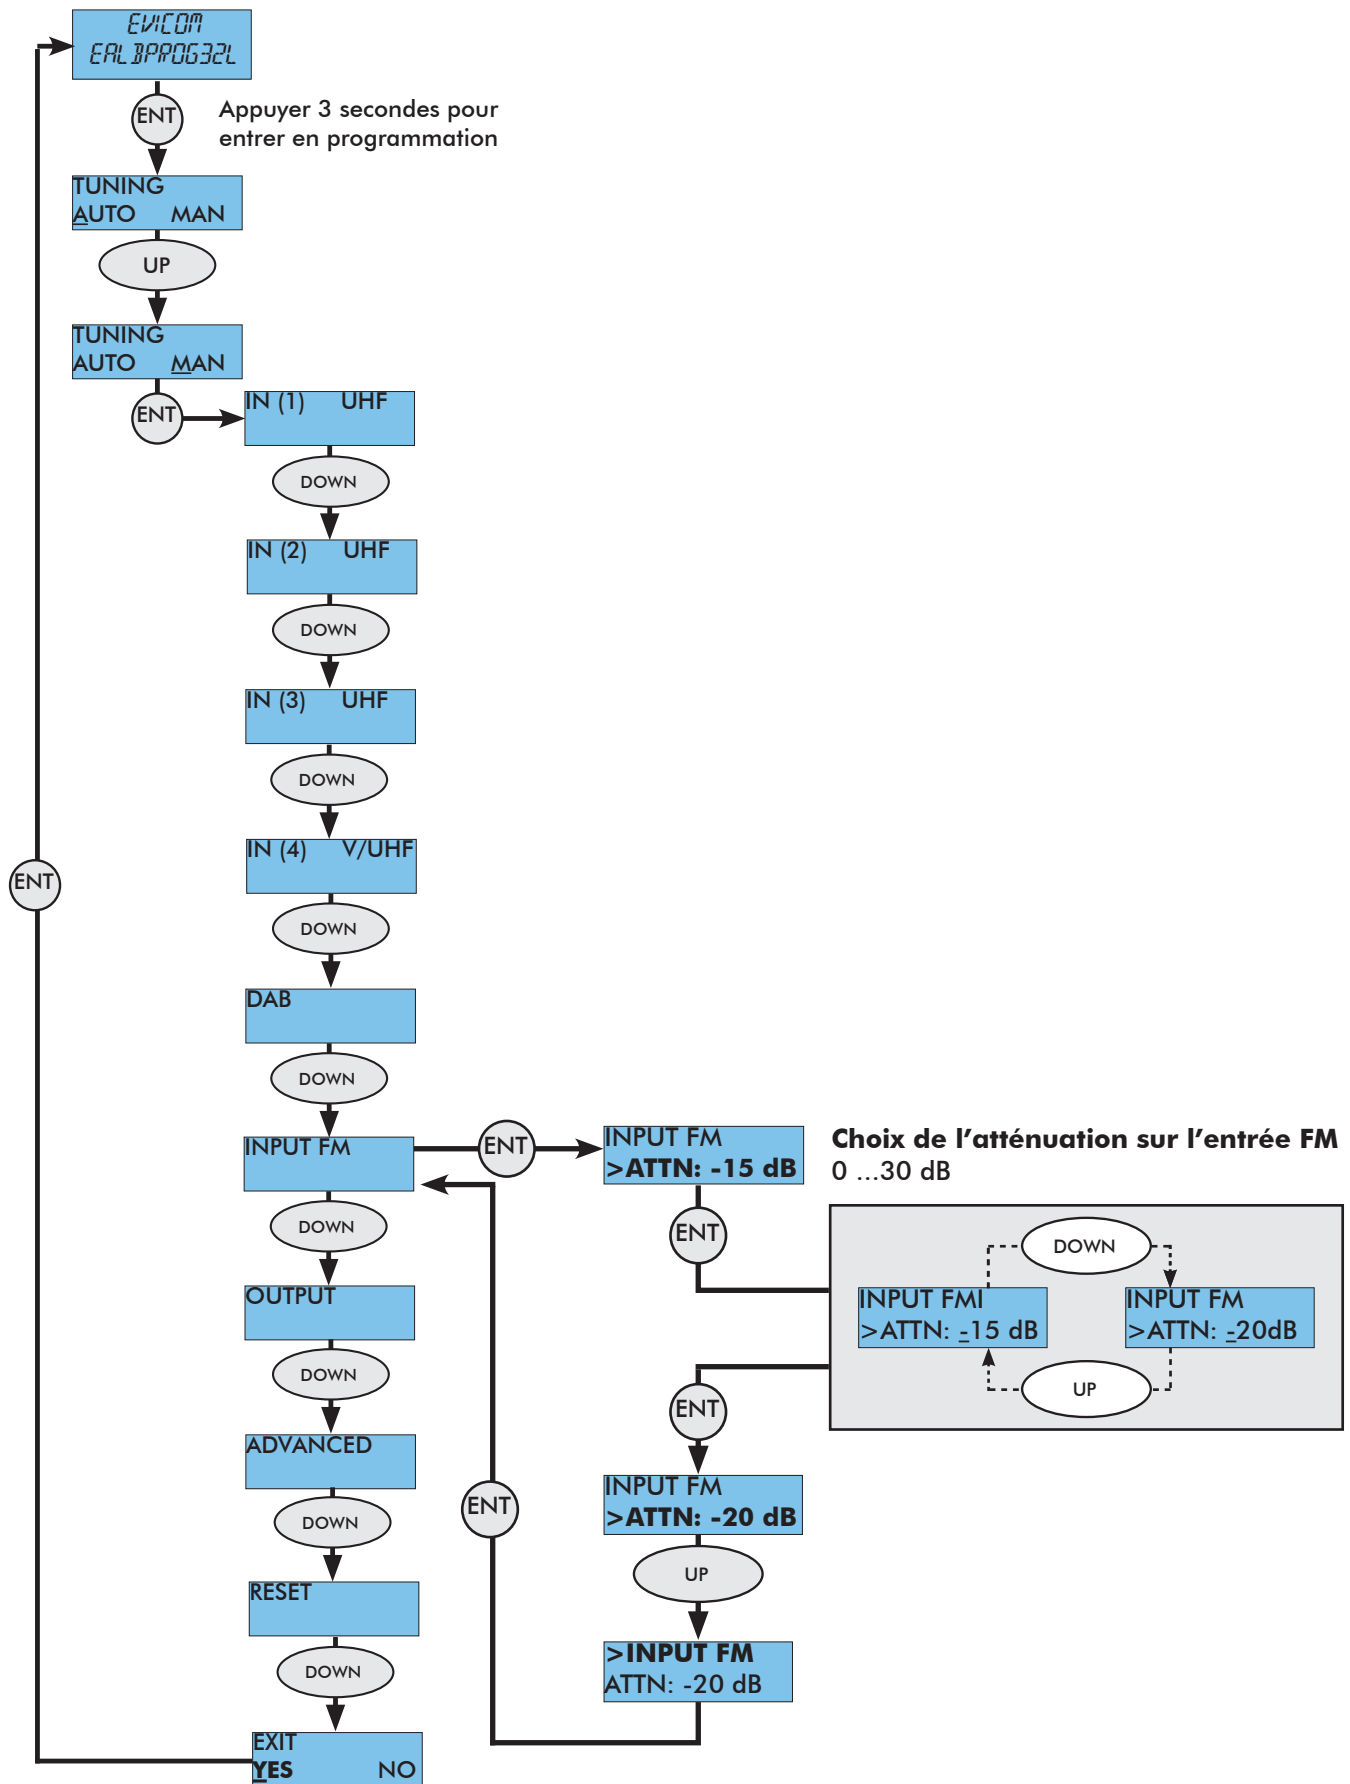 EVICOM
EALBPROG32L
ENT
Appuyer 3 secondes pour
entrer en programmation
TUNING
AUTO MAN
UP
TUNING
AUTO MAN
ENT
IN (1) UHF
DOWN
IN (2) UHF
DOWN
IN (3) UHF
DOWN
IN (4) V/UHF
ENT
DOWN
DAB
DOWN
INPUT FM
ENT
INPUT FM
>ATTN: -15 dB
Choix de l’atténuation sur l’entrée FM
0 ...30 dB
DOWN
ENT
DOWN
INPUT FMI
>ATTN: -15 dB
INPUT FM
>ATTN: -20dB
UP
OUTPUT
DOWN
ENT
ADVANCED
DOWN
ENT
INPUT FM
>ATTN: -20 dB
UP
RESET
DOWN
>INPUT FM
ATTN: -20 dB
EXIT
YES NO